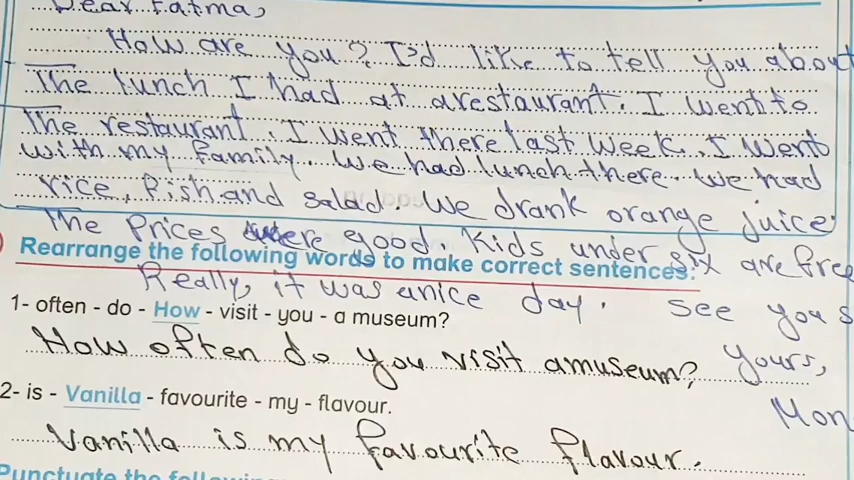 Dear Fatma,
How are you? I'd like to tell you about
The lunch I had at arestaurant. I went to
The restaurant. I went there last week. I went
with my family. We had lunch there. We had
rice, fish and salad. We drank orange juice.
The Prices were good. Kids under six are free
Rearrange the following words to make correct sentences:
Really, it was anice day. See you s
1- often - do - How - visit - you - a museum?
How often do you visit amuseum?
Yours,
2- is - Vanilla - favourite - my - flavour.
Mon
Vanilla is my favourite flavour.
Punctuate the